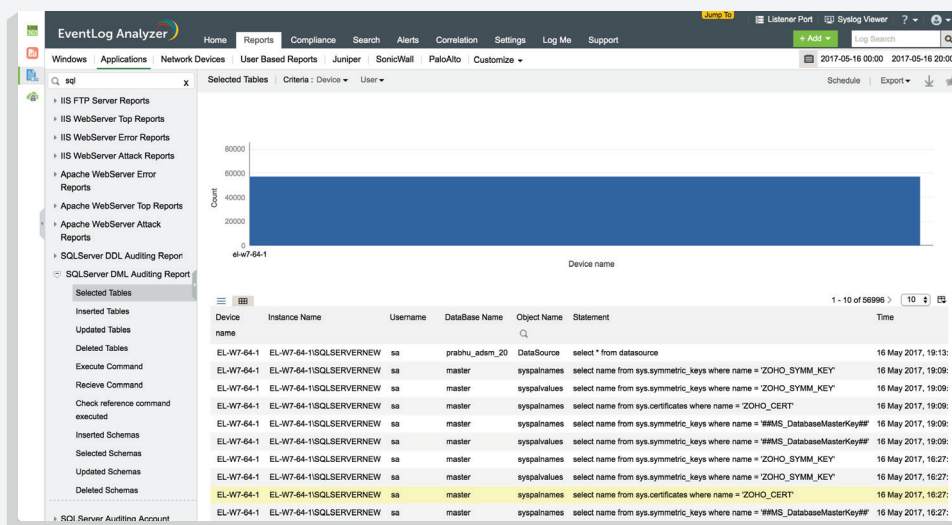 Jump To
Listener Port Syslog Viewer ?
EventLog Analyzer
Home Reports Compliance Search Alerts Correlation Settings Log Me Support
+ Add Log Search
Windows Applications Network Devices User Based Reports Juniper SonicWall PaloAlto Customize
2017-05-16 00:00 2017-05-16 20:00
sql x
Selected Tables Criteria : Device User
Schedule Export
IIS FTP Server Reports
IIS WebServer Top Reports
IIS WebServer Error Reports
IIS WebServer Attack Reports
Apache WebServer Error
Reports
Apache WebServer Top Reports
Apache WebServer Attack
Reports
SQLServer DDL Auditing Report
SQLServer DML Auditing Report
Selected Tables
Inserted Tables
Updated Tables
Deleted Tables
Execute Command
Recieve Command
Check reference command
executed
Inserted Schemas
Selected Schemas
Updated Schemas
Deleted Schemas
SQLServer Auditing Account
80000
60000
40000
20000
0
Count
el-w7-64-1
Device name
1 - 10 of 56996 10
Device name Instance Name Username DataBase Name Object Name Statement Time
EL-W7-64-1 EL-W7-64-1\SQLSERVERNEW sa prabhu_adsm_20 DataSource select * from datasource 16 May 2017, 19:13:
EL-W7-64-1 EL-W7-64-1\SQLSERVERNEW sa master syspalnames select name from sys.symmetric_keys where name = 'ZOHO_SYMM_KEY' 16 May 2017, 19:09:
EL-W7-64-1 EL-W7-64-1\SQLSERVERNEW sa master syspalvalues select name from sys.symmetric_keys where name = 'ZOHO_SYMM_KEY' 16 May 2017, 19:09:
EL-W7-64-1 EL-W7-64-1\SQLSERVERNEW sa master syspalnames select name from sys.certificates where name = 'ZOHO_CERT' 16 May 2017, 19:09:
EL-W7-64-1 EL-W7-64-1\SQLSERVERNEW sa master syspalnames select name from sys.symmetric_keys where name = '##MS_DatabaseMasterKey##' 16 May 2017, 19:09:
EL-W7-64-1 EL-W7-64-1\SQLSERVERNEW sa master syspalvalues select name from sys.symmetric_keys where name = '##MS_DatabaseMasterKey##' 16 May 2017, 19:09:
EL-W7-64-1 EL-W7-64-1\SQLSERVERNEW sa master syspalvalues select name from sys.symmetric_keys where name = 'ZOHO_SYMM_KEY' 16 May 2017, 16:27:
EL-W7-64-1 EL-W7-64-1\SQLSERVERNEW sa master syspalnames select name from sys.symmetric_keys where name = 'ZOHO_SYMM_KEY' 16 May 2017, 16:27:
EL-W7-64-1 EL-W7-64-1\SQLSERVERNEW sa master syspalnames select name from sys.certificates where name = 'ZOHO_CERT' 16 May 2017, 16:27:
EL-W7-64-1 EL-W7-64-1\SQLSERVERNEW sa master syspalnames select name from sys.symmetric_keys where name = '##MS_DatabaseMasterKey##' 16 May 2017, 16:27: